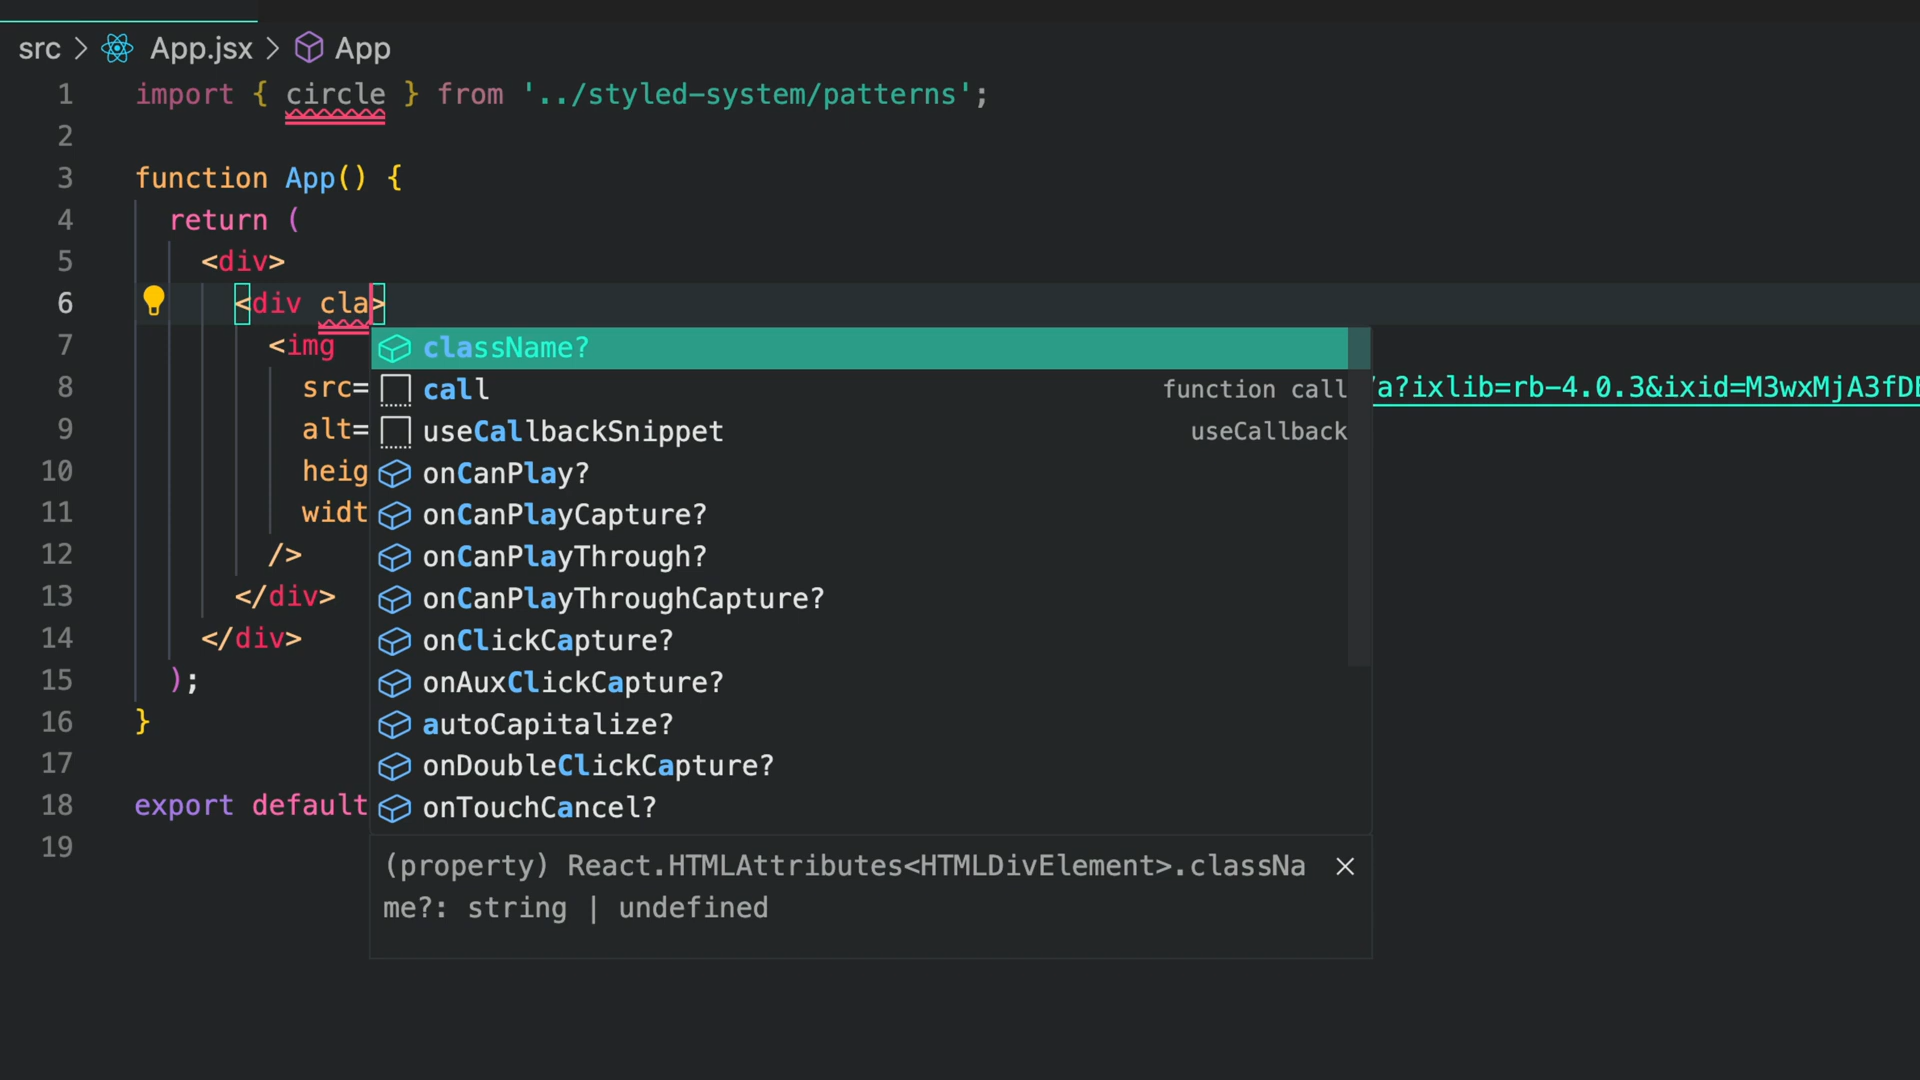 src > App.jsx > App
1 import { circle } from '../styled-system/patterns';
2
3 function App() {
4 return (
5 <div>
6 <div cla>
7 <img
className?
8 src= /a?ixlib=rb-4.0.3&ixid=M3wxMjA3fDE
call function call
9 alt=
useCallbackSnippet useCallback
10 heig
onCanPlay?
11 widt
onCanPlayCapture?
12 />
onCanPlayThrough?
13 </div>
onCanPlayThroughCapture?
14 </div>
onClickCapture?
15 );
onAuxClickCapture?
16 }
autoCapitalize?
17
onDoubleClickCapture?
18 export default
onTouchCancel?
19
(property) React.HTMLAttributes<HTMLDivElement>.classNa
me?: string | undefined